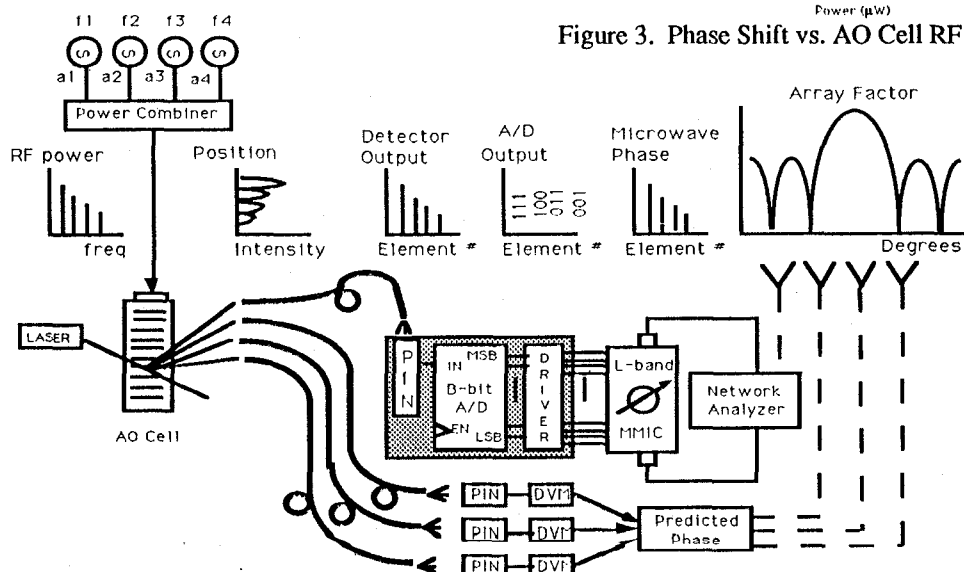 Power (µW)
Figure 3. Phase Shift vs. AO Cell RF
f1 f2 f3 f4
S S S S
a1 a2 a3 a4
Power Combiner
RF power
freq
Position
Intensity
Detector
Output
Element #
A/D
Output
111 100 011 001
Element #
Microwave
Phase
Element #
Array Factor
Degrees
LASER
AO Cell
PIN
IN
MSB
B-bit
A/D
EN
LSB
DRIVER
L-band
MMIC
Network
Analyzer
PIN DVM
PIN DVM
PIN DVM
Predicted
Phase